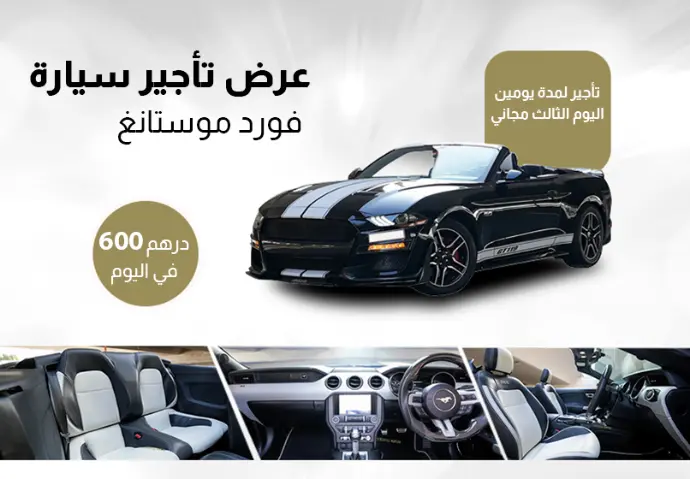 عرض تأجير سيارة
فورد موستانغ
تأجير لمدة يومين
اليوم الثالث مجاني
600 درهم
في اليوم